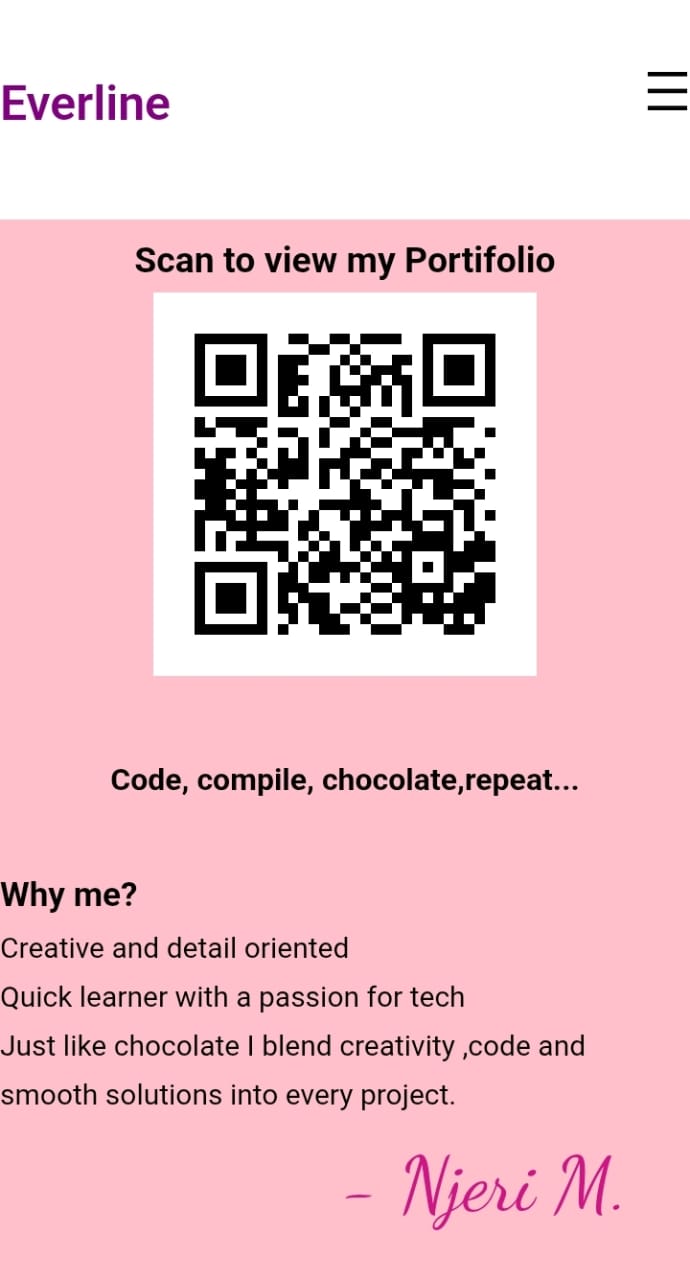 Everline
Scan to view my Portifolio
Code, compile, chocolate,repeat...
Why me?
Creative and detail oriented
Quick learner with a passion for tech
Just like chocolate I blend creativity ,code and
smooth solutions into every project.
- Njeri M.